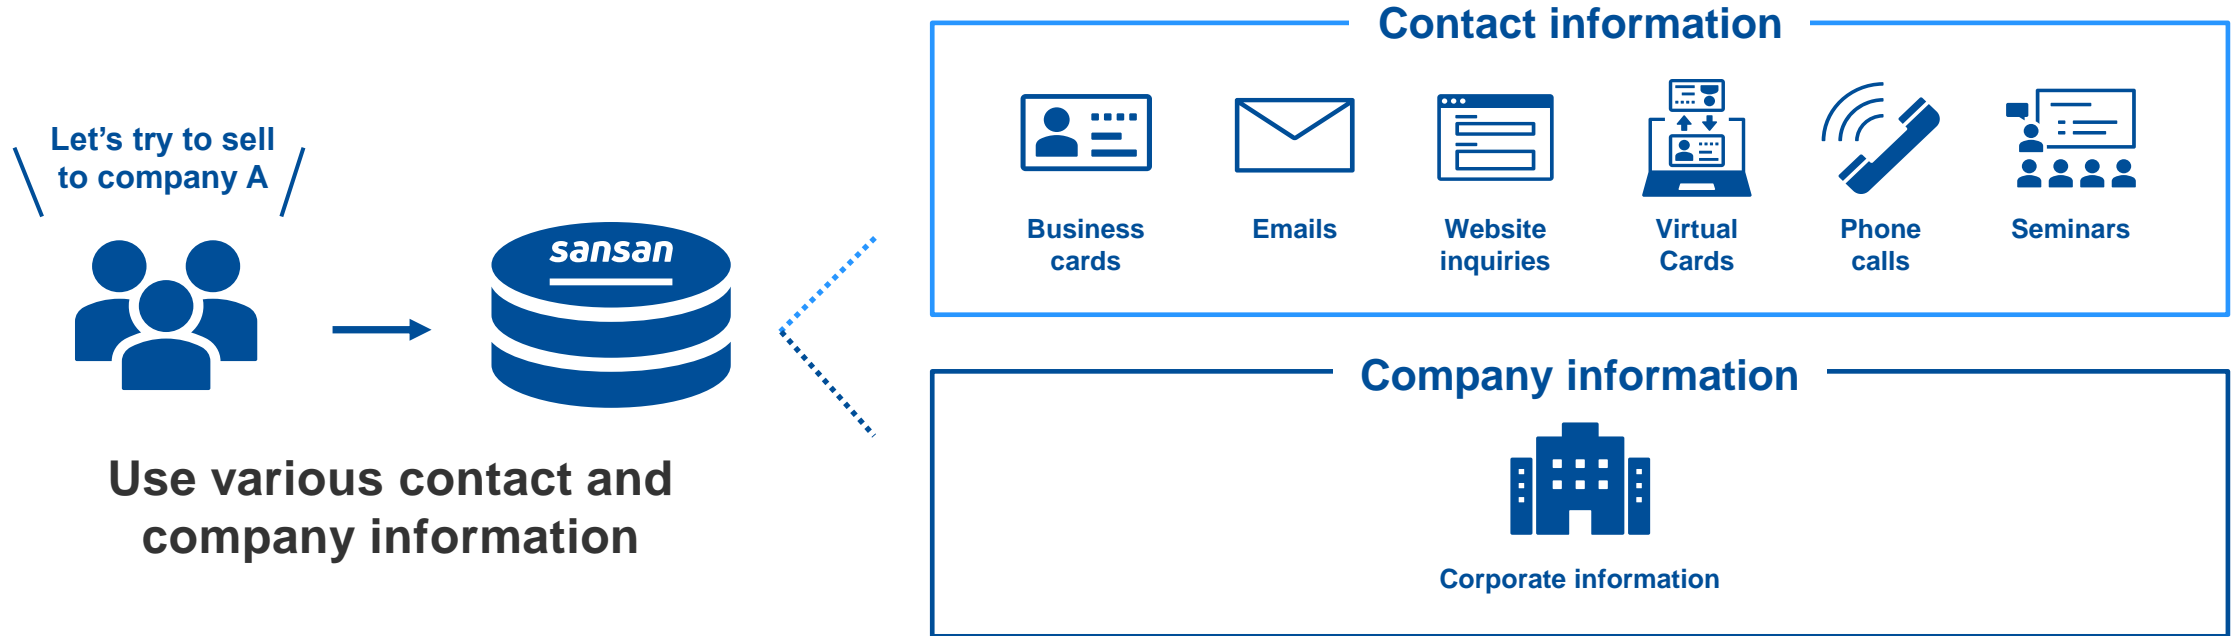 Let’s try to sell
to company A
sansan
Use various contact and
company information
Contact information
Business
cards
Emails
Website
inquiries
Virtual
Cards
Phone
calls
Seminars
Company information
Corporate information